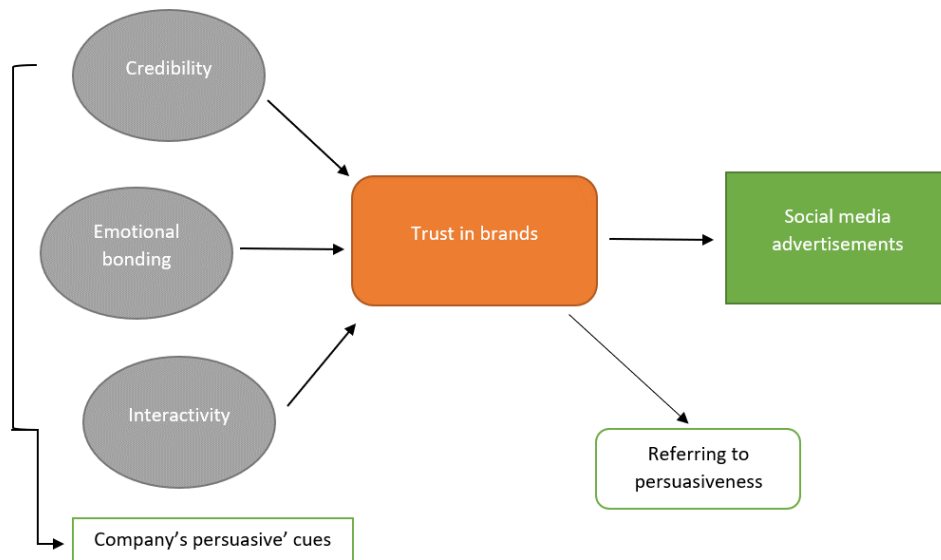 Credibility
Emotional
bonding
Interactivity
Trust in brands
Social media
advertisements
Referring to
persuasiveness
Company’s persuasive’ cues